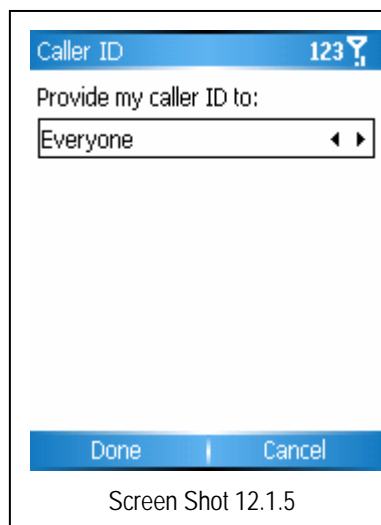 Caller ID 123
Provide my caller ID to:
Everyone
Done Cancel
Screen Shot 12.1.5